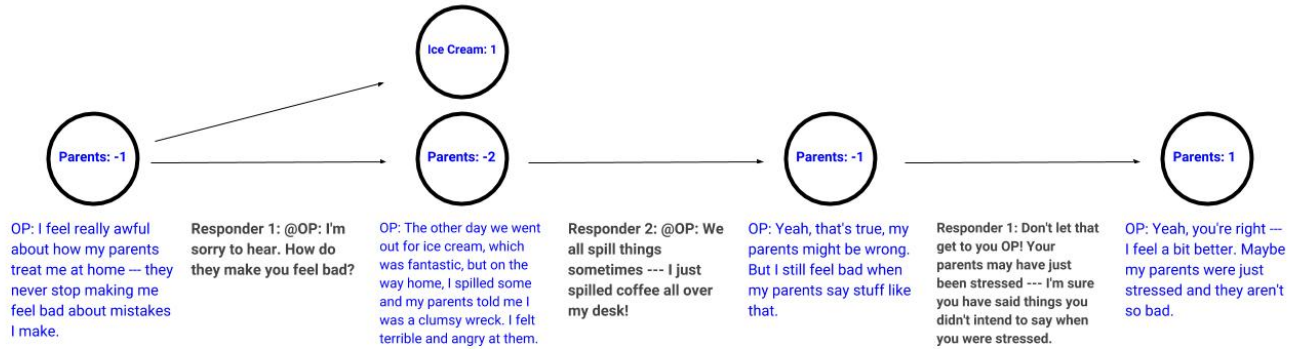 Ice Cream: 1
Parents: -1
Parents: -2
Parents: -1
Parents: 1
OP: I feel really awful
about how my parents
treat me at home --- they
never stop making me
feel bad about mistakes
I make.
Responder 1: @OP: I'm
sorry to hear. How do
they make you feel bad?
OP: The other day we went
out for ice cream, which
was fantastic, but on the
way home, I spilled some
and my parents told me I
was a clumsy wreck. I felt
terrible and angry at them.
Responder 2: @OP: We
all spill things
sometimes --- I just
spilled coffee all over
my desk!
OP: Yeah, that's true, my
parents might be wrong.
But I still feel bad when
my parents say stuff like
that.
Responder 1: Don't let that
get to you OP! Your
parents may have just
been stressed --- I'm sure
you have said things you
didn't intend to say when
you were stressed.
OP: Yeah, you're right ---
I feel a bit better. Maybe
my parents were just
stressed and they aren't
so bad.